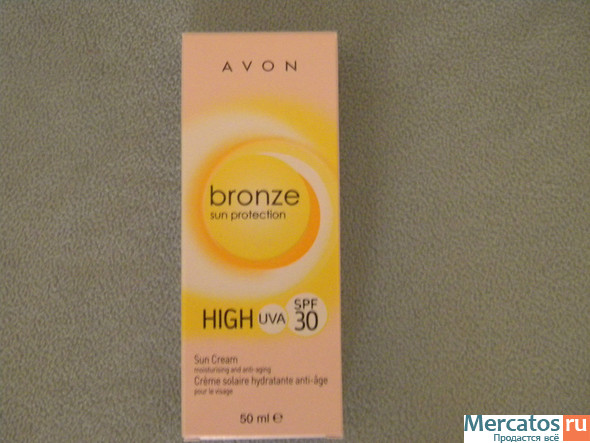 AVON
bronze
sun protection
HIGH UVA SPF 30
Sun Cream
moisturising and anti-aging
Crème solaire hydratante anti-âge
pour le visage
50 ml ℮
Mercatos.ru
Продастся всё